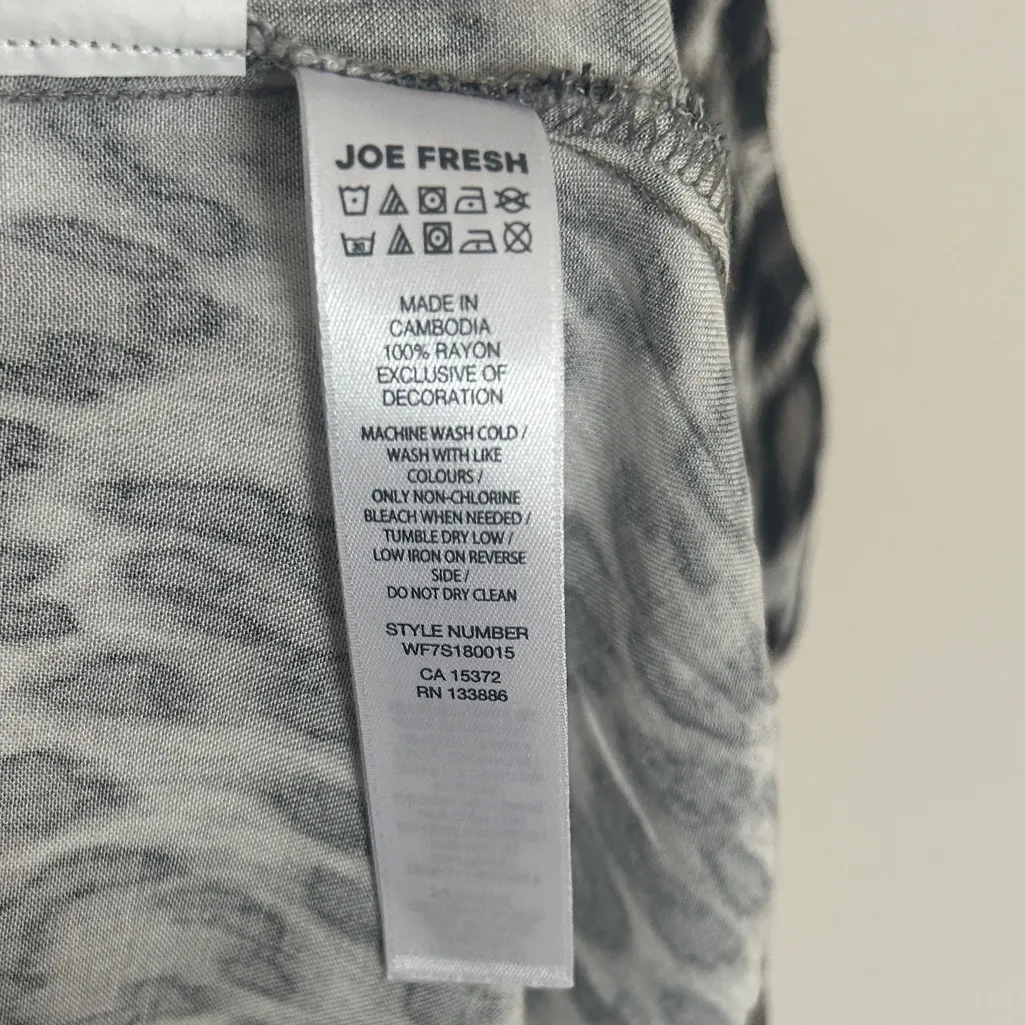 JOE FRESH
30
MADE IN
CAMBODIA
100% RAYON
EXCLUSIVE OF
DECORATION
MACHINE WASH COLD /
WASH WITH LIKE
COLOURS /
ONLY NON-CHLORINE
BLEACH WHEN NEEDED /
TUMBLE DRY LOW /
LOW IRON ON REVERSE
SIDE /
DO NOT DRY CLEAN
STYLE NUMBER
WF7S180015
CA 15372
RN 133886